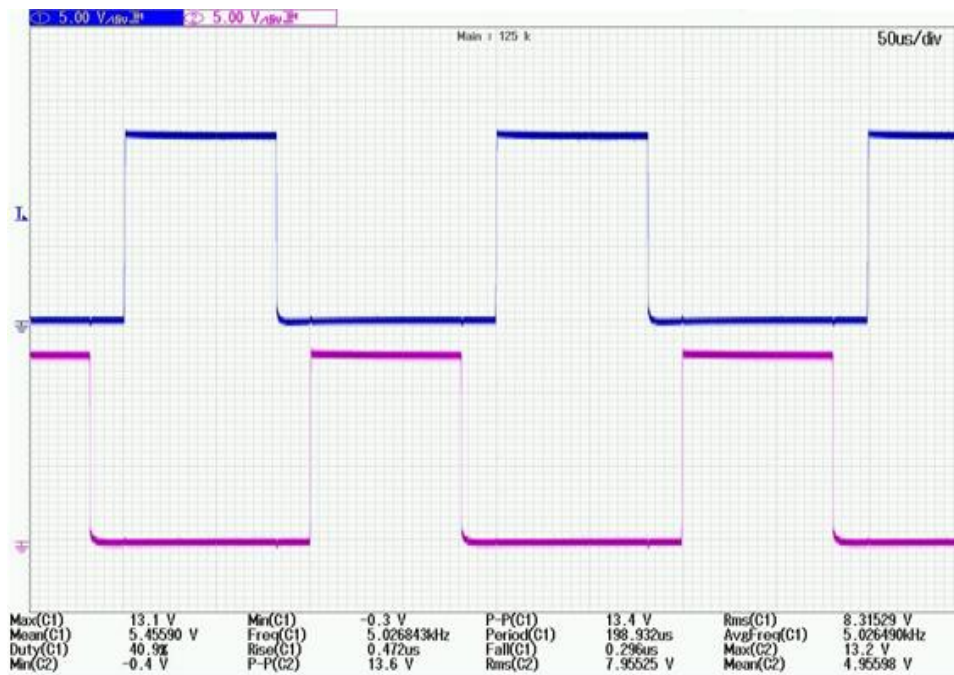 ① 5.00 V ② 5.00 V
Main : 125 k
50us/div
Max(C1) 13.1 V Min(C1) -0.3 V P-P(C1) 13.4 V Rms(C1) 8.31529 V
Mean(C1) 5.45590 V Freq(C1) 5.026843kHz Period(C1) 198.932us AvgFreq(C1) 5.026490kHz
Duty(C1) 40.9% Rise(C1) 0.472us Fall(C1) 0.296us Max(C2) 13.2 V
Min(C2) -0.4 V P-P(C2) 13.6 V Rms(C2) 7.95525 V Mean(C2) 4.95598 V